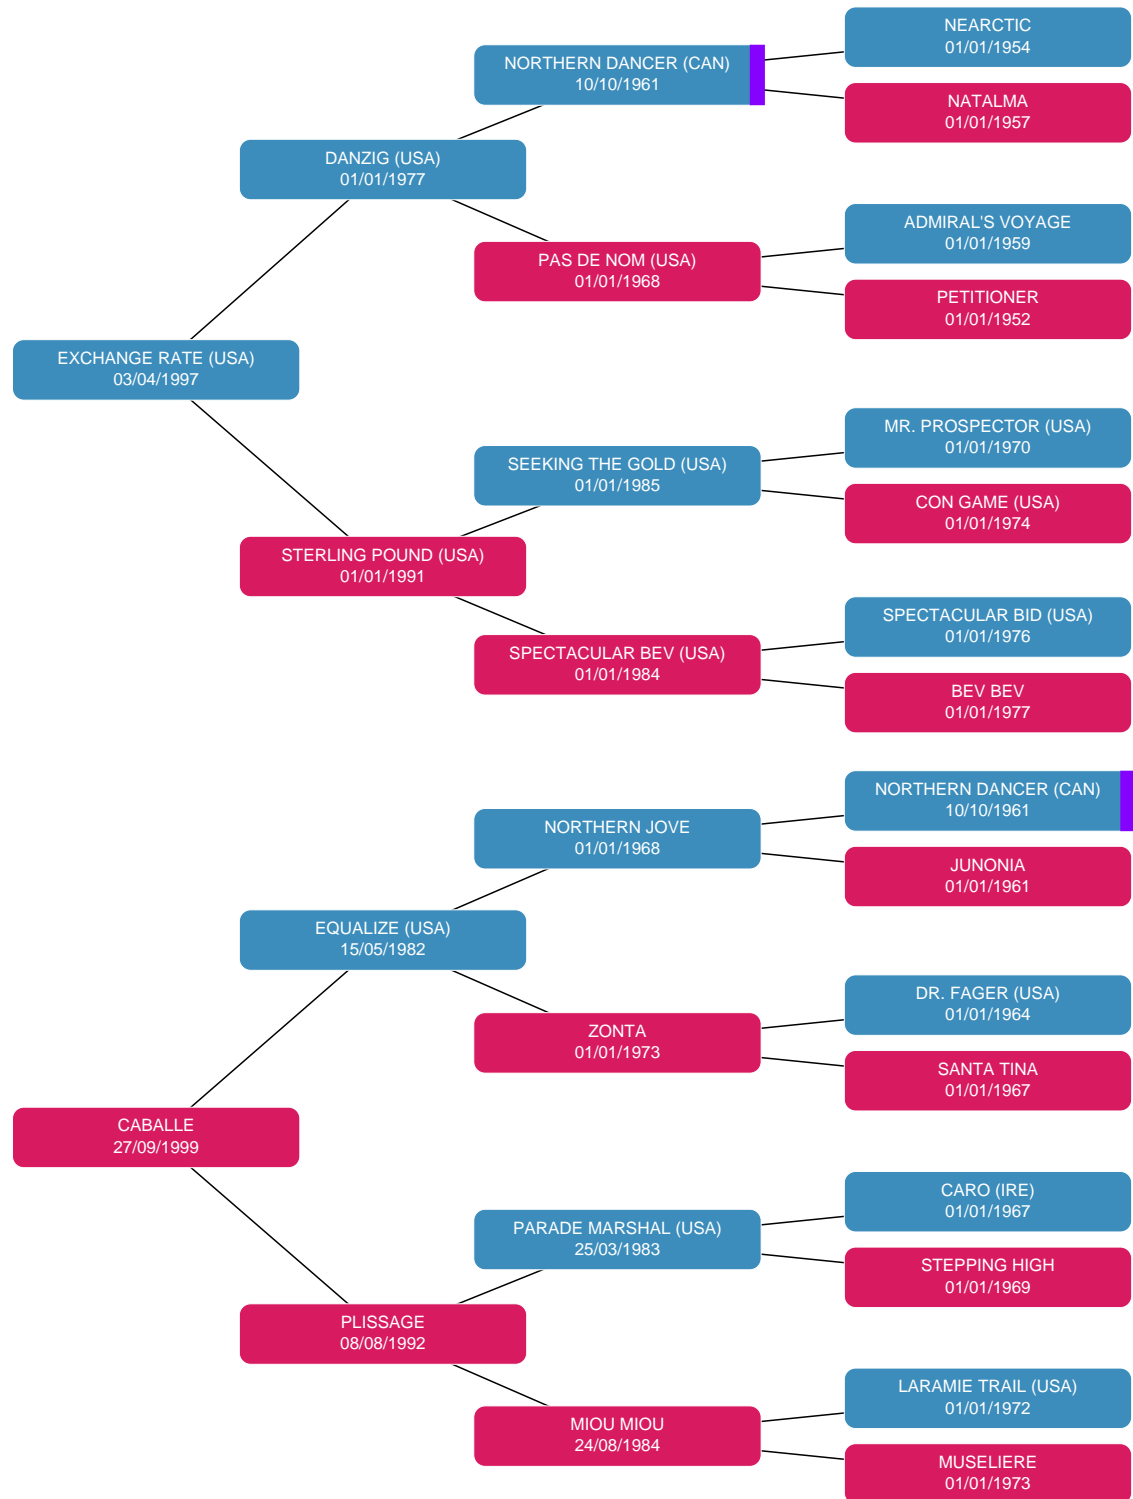 NEARCTIC
01/01/1954
NORTHERN DANCER (CAN)
10/10/1961
NATALMA
01/01/1957
DANZIG (USA)
01/01/1977
ADMIRAL'S VOYAGE
01/01/1959
PAS DE NOM (USA)
01/01/1968
PETITIONER
01/01/1952
EXCHANGE RATE (USA)
03/04/1997
MR. PROSPECTOR (USA)
01/01/1970
SEEKING THE GOLD (USA)
01/01/1985
CON GAME (USA)
01/01/1974
STERLING POUND (USA)
01/01/1991
SPECTACULAR BID (USA)
01/01/1976
SPECTACULAR BEV (USA)
01/01/1984
BEV BEV
01/01/1977
NORTHERN DANCER (CAN)
10/10/1961
NORTHERN JOVE
01/01/1968
JUNONIA
01/01/1961
EQUALIZE (USA)
15/05/1982
DR. FAGER (USA)
01/01/1964
ZONTA
01/01/1973
SANTA TINA
01/01/1967
CABALLE
27/09/1999
CARO (IRE)
01/01/1967
PARADE MARSHAL (USA)
25/03/1983
STEPPING HIGH
01/01/1969
PLISSAGE
08/08/1992
LARAMIE TRAIL (USA)
01/01/1972
MIOU MIOU
24/08/1984
MUSELIERE
01/01/1973